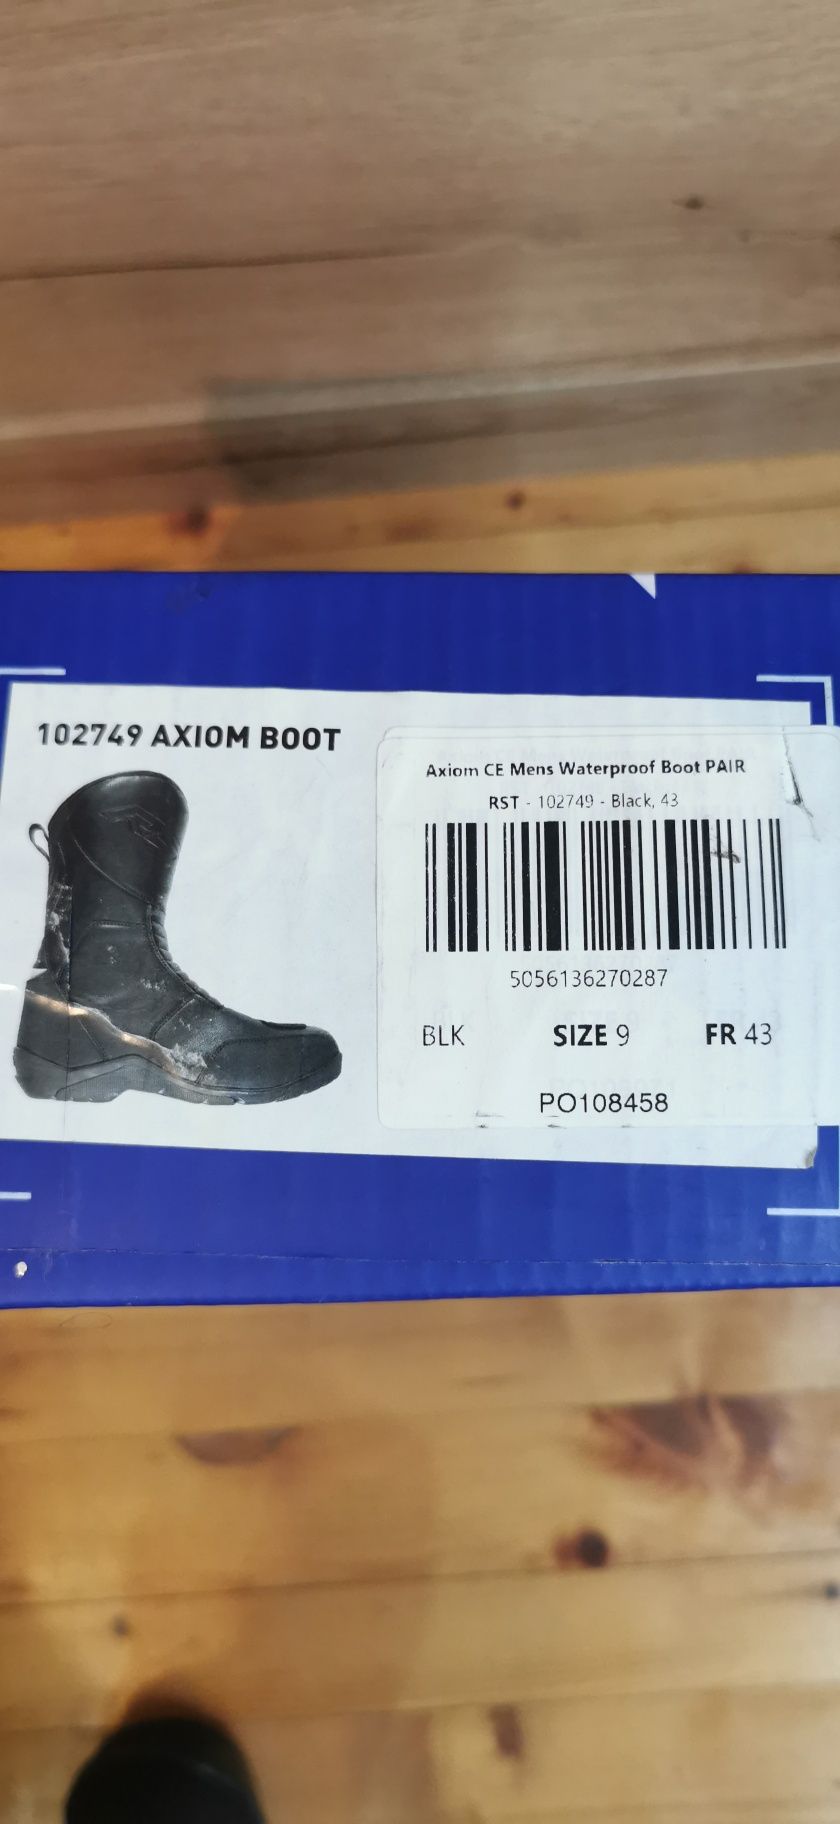 102749 AXIOM BOOT
Axiom CE Mens Waterproof Boot PAIR
RST - 102749 - Black, 43
5056136270287
BLK SIZE 9 FR 43
PO108458